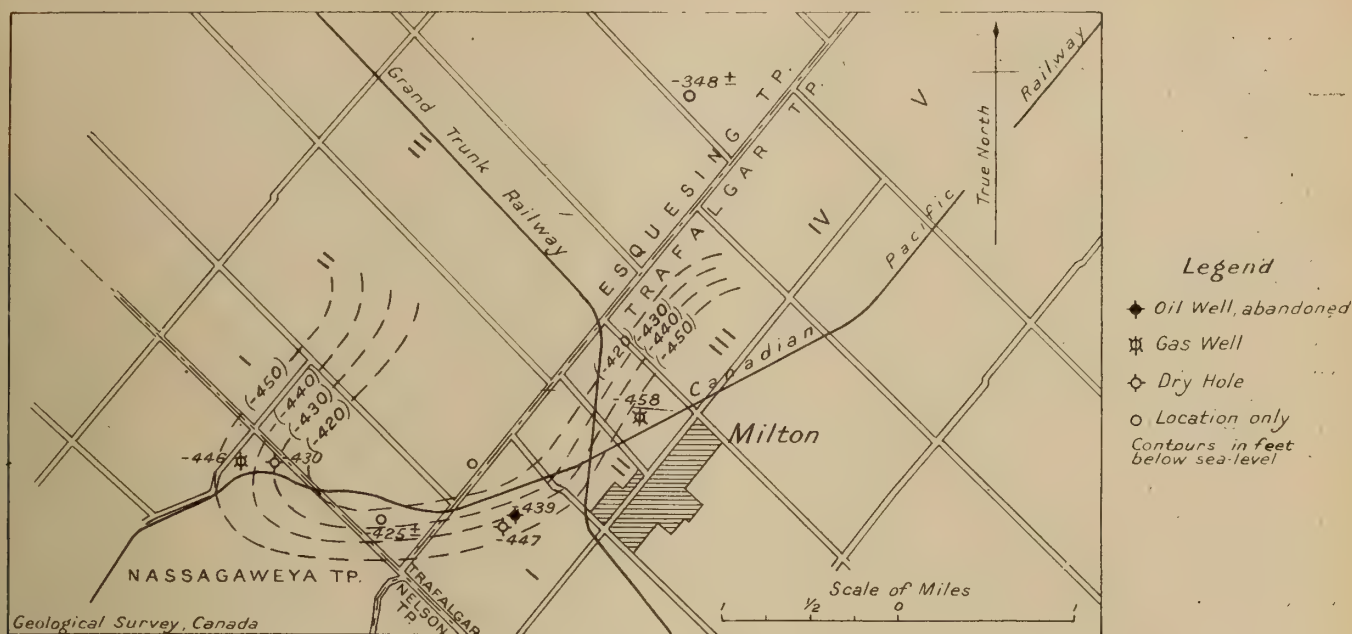 Grand Trunk Railway
III
-348 ±
ESQUESING TP.
TRAFALGAR TP.
V
Railway
True North
IV
Pacific
II
I
(-450)
(-440)
(-430)
(-420)
(-420)
(-430)
(-440)
(-450)
III
Canadian
-458
Milton
II
-446
-430
-425 ±
-439
-447
I
NASSAGAWEYA TP.
TRAFALGAR
NELSON
TP.
Scale of Miles
1 1/2 0 1
Geological Survey, Canada
Legend
Oil Well, abandoned
Gas Well
Dry Hole
Location only
Contours in feet
below sea-level